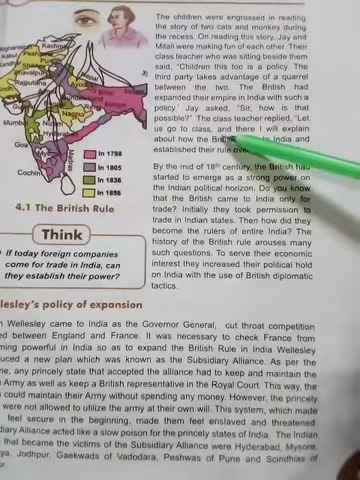 The children were engrossed in reading
the story of two cats and monkey during
the recess. On reading this story, Jay and
Mitali were making fun of each other. Their
class teacher who was sitting beside them
said, "Children this too is a policy. The
third party takes advantage of a quarrel
between the two. The British had
expanded their empire in India with such a
policy.' Jay asked, "Sir, how is that
possible?" The class teacher replied, "Let
us go to class, and there I will explain
about how the British to India and
established their rule over
By the mid of 18th century, the British had
started to emerge as a strong power on
the Indian political horizon. Do you know
that the British came to India only for
trade? Initially they took permission to
trade in Indian states. Then how did they
become the rulers of entire India? The
history of the British rule arouses many
such questions. To serve their economic
interest they increased their political hold
on India with the use of British diplomatic
tactics.
Kashmir
Nepal
Mumbai
Hyderabad
Goa
Madras
Cochin
In 1798
In 1805
In 1836
In 1856
4.1 The British Rule
Think
If today foreign companies
come for trade in India, can
they establish their power?
lesley's policy of expansion
Wellesley came to India as the Governor General, cut throat competition
ed between England and France. It was necessary to check France from
ming powerful in India so as to expand the British Rule in India Wellesley
uced a new plan which was known as the Subsidiary Alliance. As per the
me, any princely state that accepted the alliance had to keep and maintain the
Army as well as keep a British representative in the Royal Court. This way, the
could maintain their Army without spending any money. However, the princely
were not allowed to utilize the army at their own will. This system, which made
feel secure in the beginning, made them feel enslaved and threatened.
diary Alliance acted like a slow poison for the princely states of India. The Indian
that became the victims of the Subsidiary Alliance were Hyderabad, Mysore,
ya, Jodhpur, Gaekwads of Vadodara, Peshwas of Pune and Scindhias of